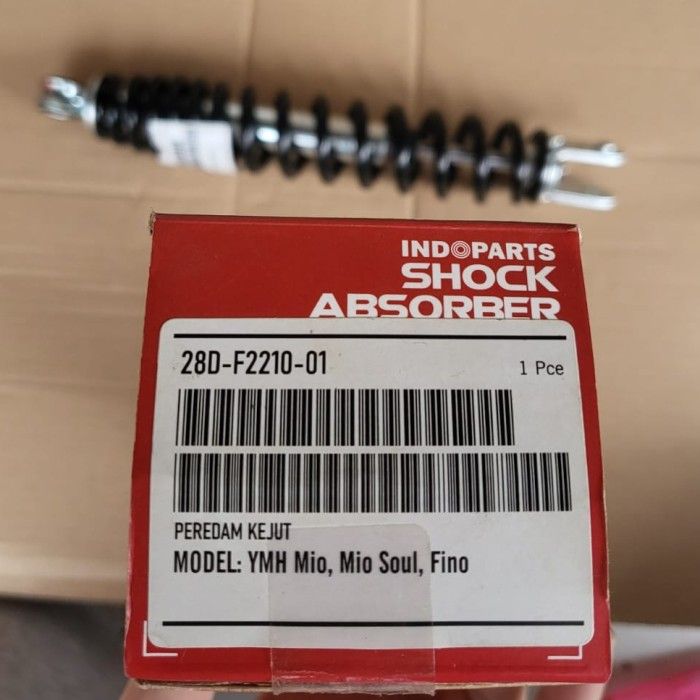 INDOPARTS
SHOCK
ABSORBER
28D-F2210-01
1 Pce
PEREDAM KEJUT
MODEL: YMH Mio, Mio Soul, Fino